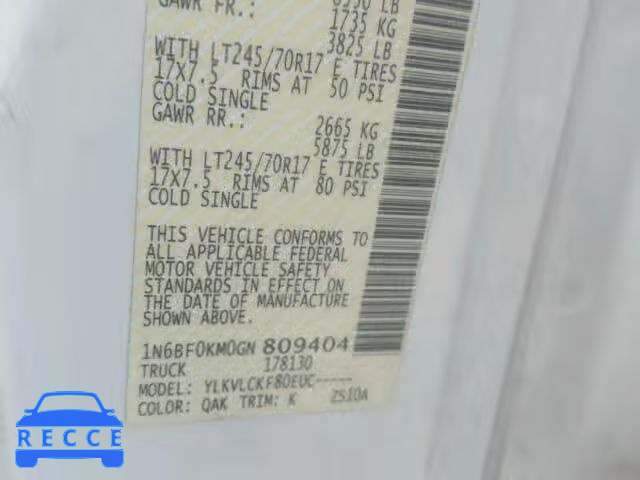 GAWR FR.:
1735 KG
3825 LB
WITH LT245/70R17 E TIRES
17X7.5 RIMS AT 50 PSI
COLD SINGLE
GAWR RR.:
2665 KG
5875 LB
WITH LT245/70R17 E TIRES
17X7.5 RIMS AT 80 PSI
COLD SINGLE
THIS VEHICLE CONFORMS TO
ALL APPLICABLE FEDERAL
MOTOR VEHICLE SAFETY
STANDARDS IN EFFECT ON
THE DATE OF MANUFACTURE
SHOWN ABOVE.
1N6BF0KM0GN 809404
TRUCK 178130
MODEL: YLKVLCKF80EUC-----
COLOR: QAK TRIM: K ZS10A
RECCE